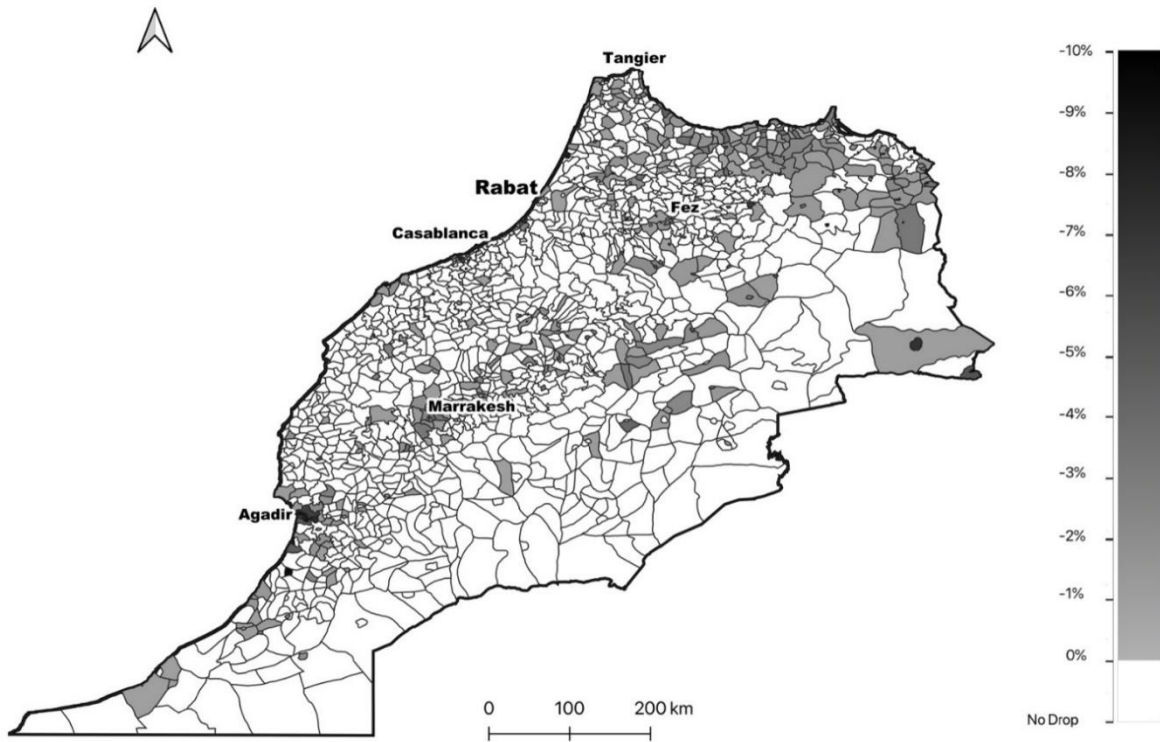 Tangier
Rabat
Casablanca
Fez
Marrakesh
Agadir
0 100 200 km
-10%
-9%
-8%
-7%
-6%
-5%
-4%
-3%
-2%
-1%
0%
No Drop